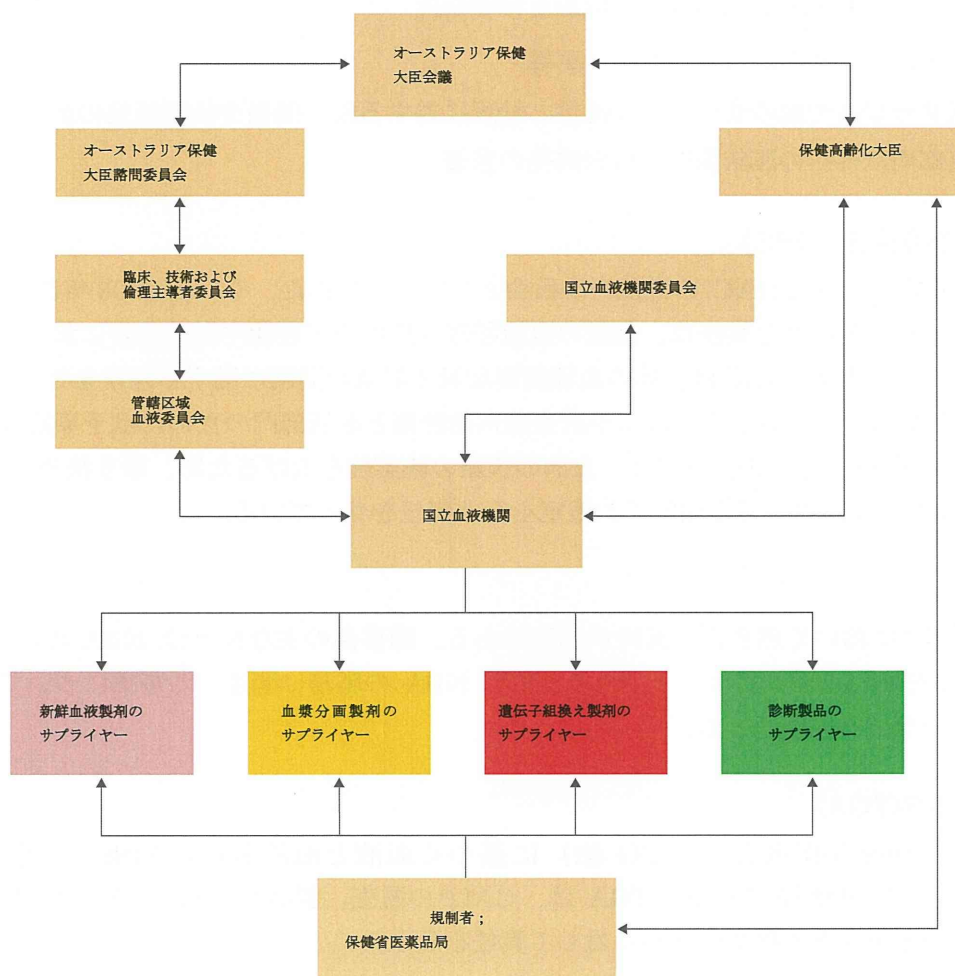 オーストラリア保健
大臣会議
オーストラリア保健
大臣諮問委員会
保健高齢化大臣
臨床、技術および
倫理主導者委員会
国立血液機関委員会
管轄区域
血液委員会
国立血液機関
新鮮血液製剤の
サプライヤー
血漿分画製剤の
サプライヤー
遺伝子組換え製剤の
サプライヤー
診断製品の
サプライヤー
規制者；
保健省医薬品局